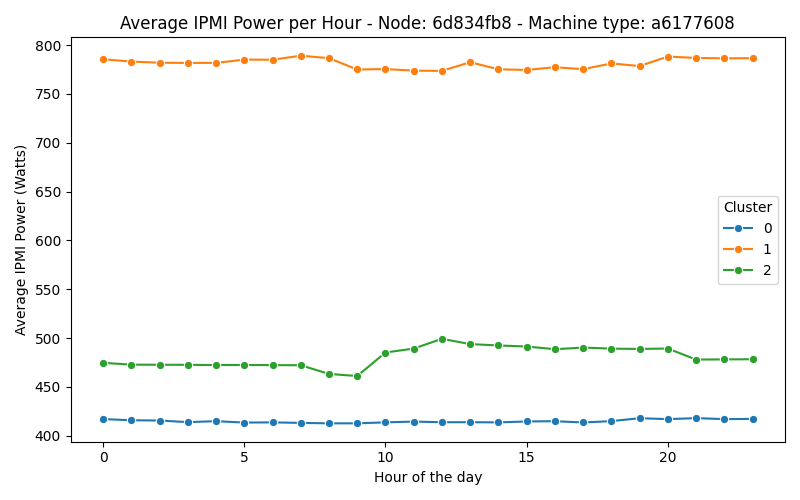 Average IPMI Power per Hour - Node: 6d834fb8 - Machine type: a6177608
Average IPMI Power (Watts)
800
750
700
650
600
550
500
450
400
Cluster
0
1
2
0 5 10 15 20
Hour of the day